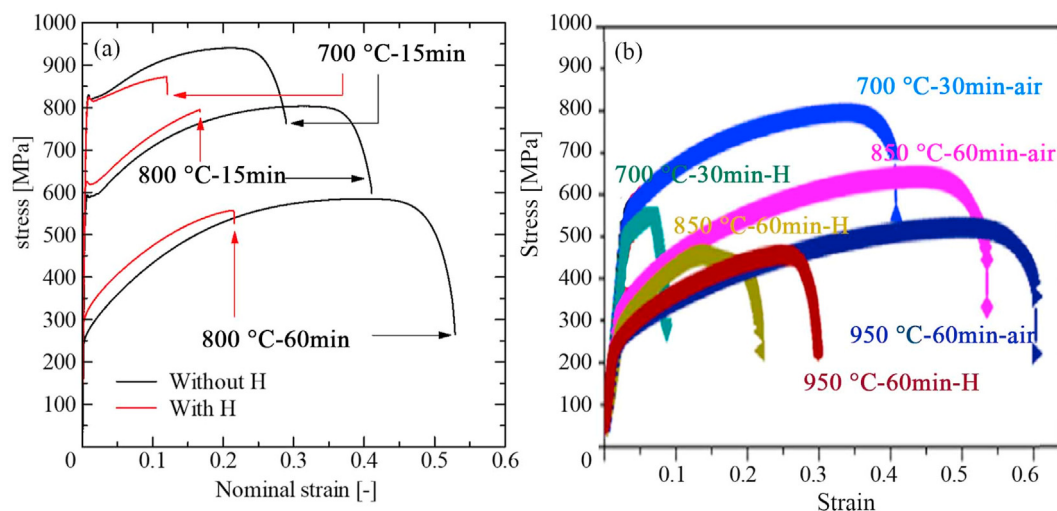 (a)
1000
900
800
700
600
500
400
300
200
100
0
stress [MPa]
0.1
0.2
0.3
0.4
0.5
0.6
Nominal strain [-]
700 °C-15min
800 °C-15min
800 °C-60min
Without H
With H
(b)
1000
900
800
700
600
500
400
300
200
100
0
Stress [MPa]
0.1
0.2
0.3
0.4
0.5
0.6
Strain
700 °C-30min-air
850 °C-60min-air
700 °C-30min-H
850 °C-60min-H
950 °C-60min-air
950 °C-60min-H